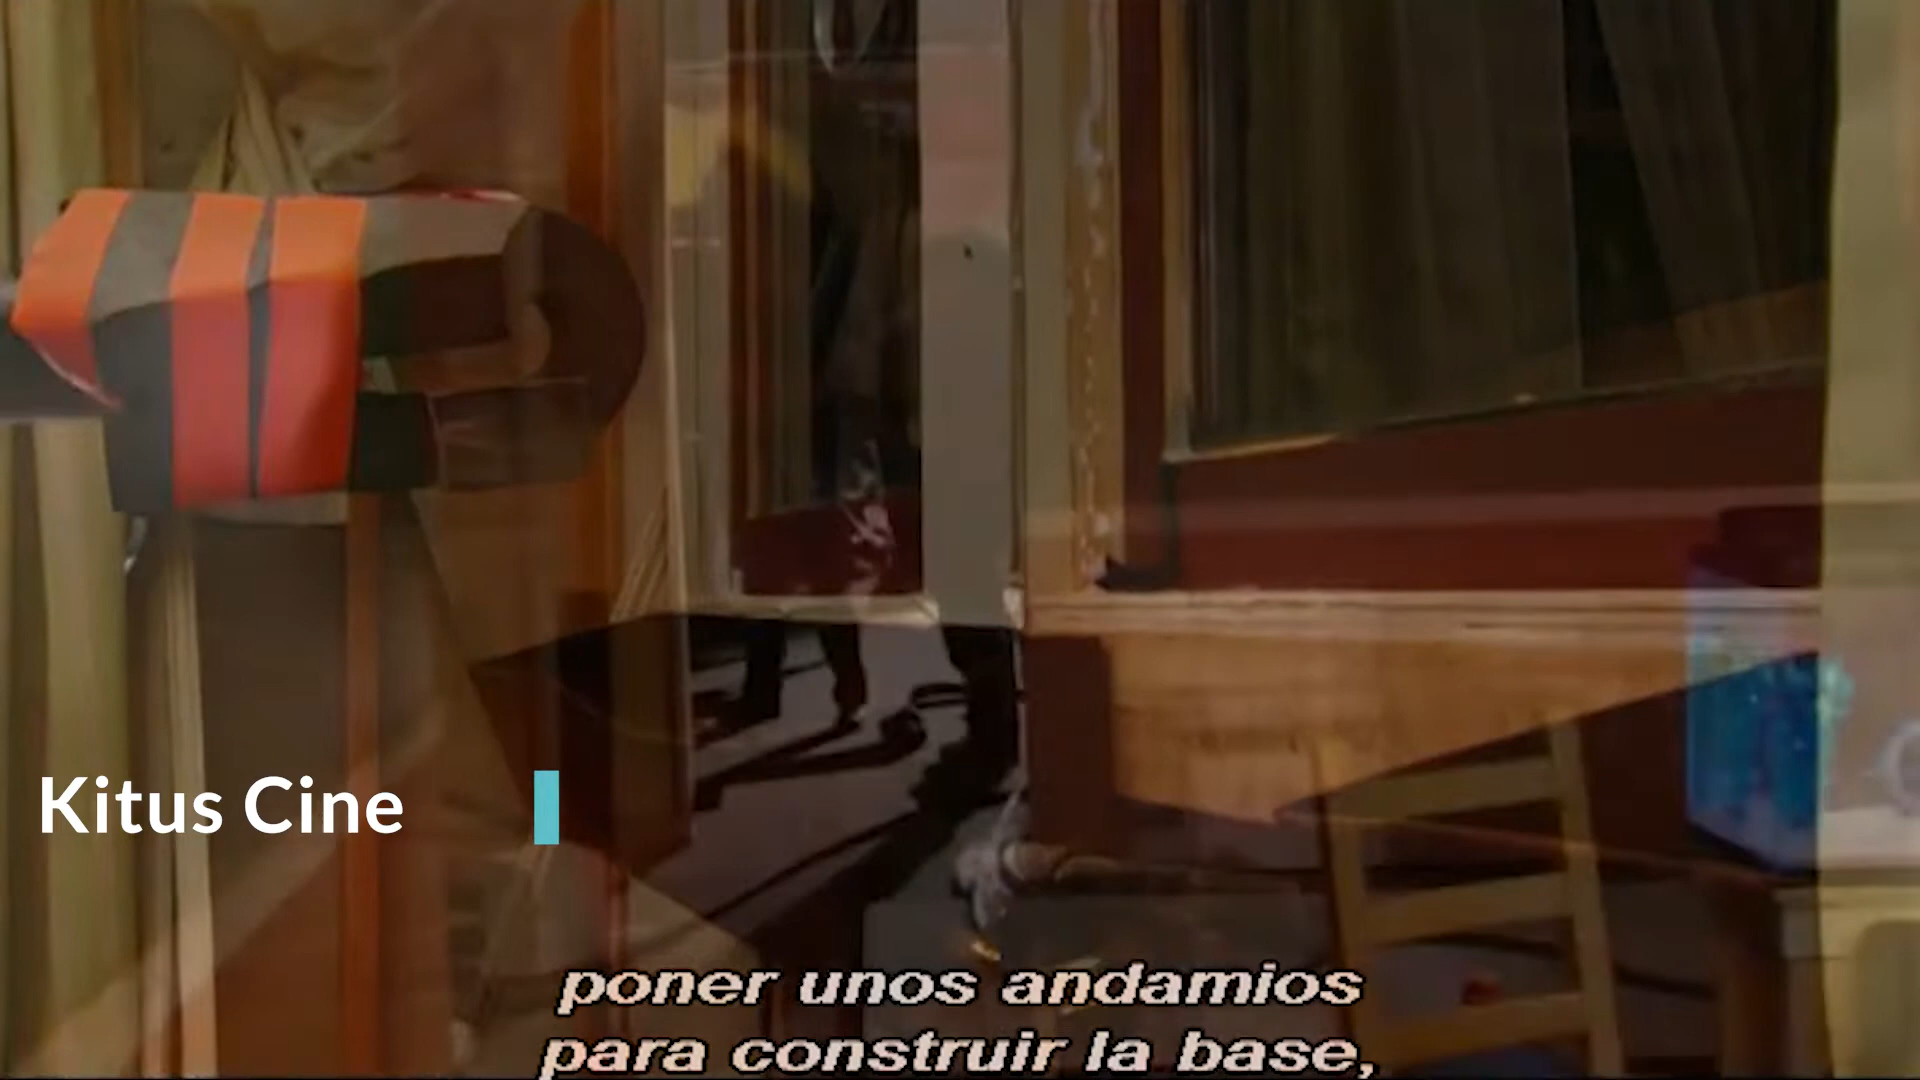 Kitus Cine
poner unos andamios
para construir la base,